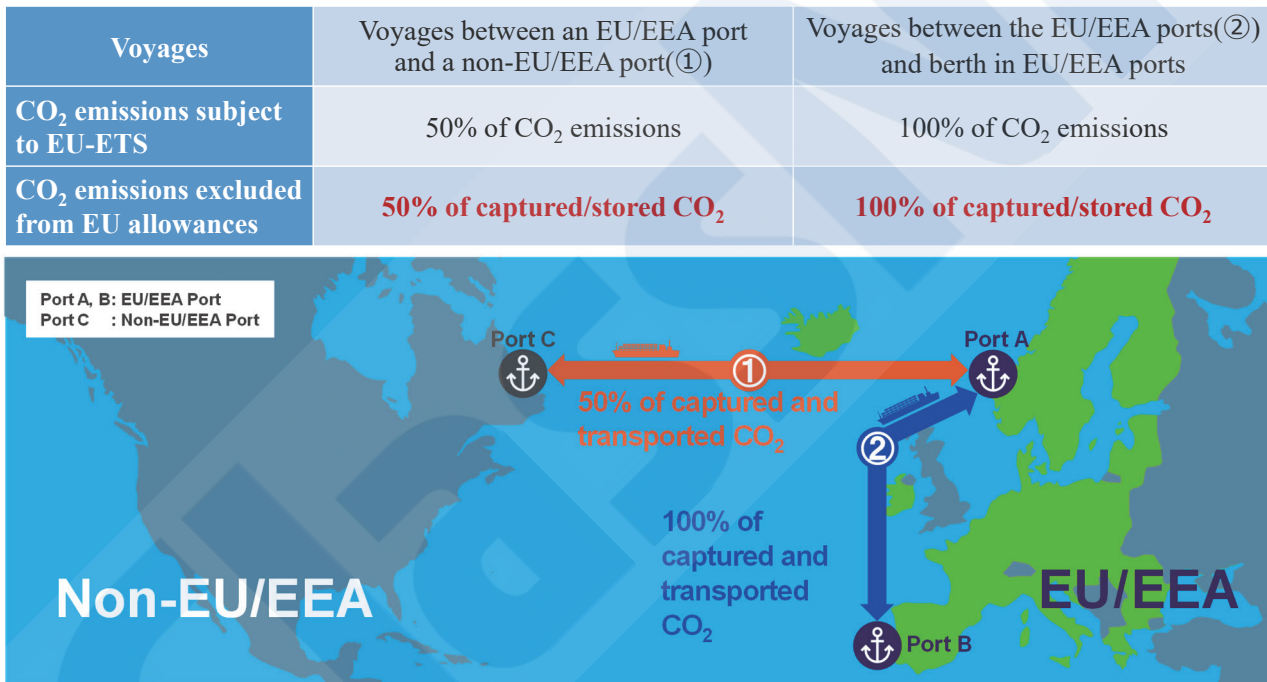 Voyages
Voyages between an EU/EEA port
and a non-EU/EEA port(①)
Voyages between the EU/EEA ports(②)
and berth in EU/EEA ports
CO₂ emissions subject
to EU-ETS
50% of CO₂ emissions
100% of CO₂ emissions
CO₂ emissions excluded
from EU allowances
50% of captured/stored CO₂
100% of captured/stored CO₂
Port A, B: EU/EEA Port
Port C : Non-EU/EEA Port
Port C
Port A
①
50% of captured and
transported CO₂
②
100% of
captured and
transported
CO₂
Non-EU/EEA
EU/EEA
Port B